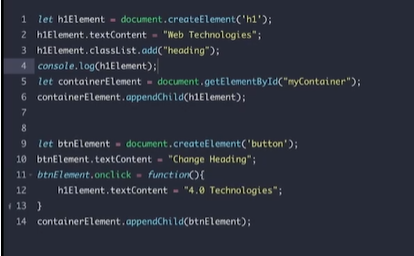 1 let h1Element = document.createElement('h1');
2 h1Element.textContent = "Web Technologies";
3 h1Element.classList.add("heading");
4 console.log(h1Element);
5 let containerElement = document.getElementById("myContainer");
6 containerElement.appendChild(h1Element);
7
8
9 let btnElement = document.createElement('button');
10 btnElement.textContent = "Change Heading";
11 btnElement.onclick = function(){
12 h1Element.textContent = "4.0 Technologies";
13 }
14 containerElement.appendChild(btnElement);